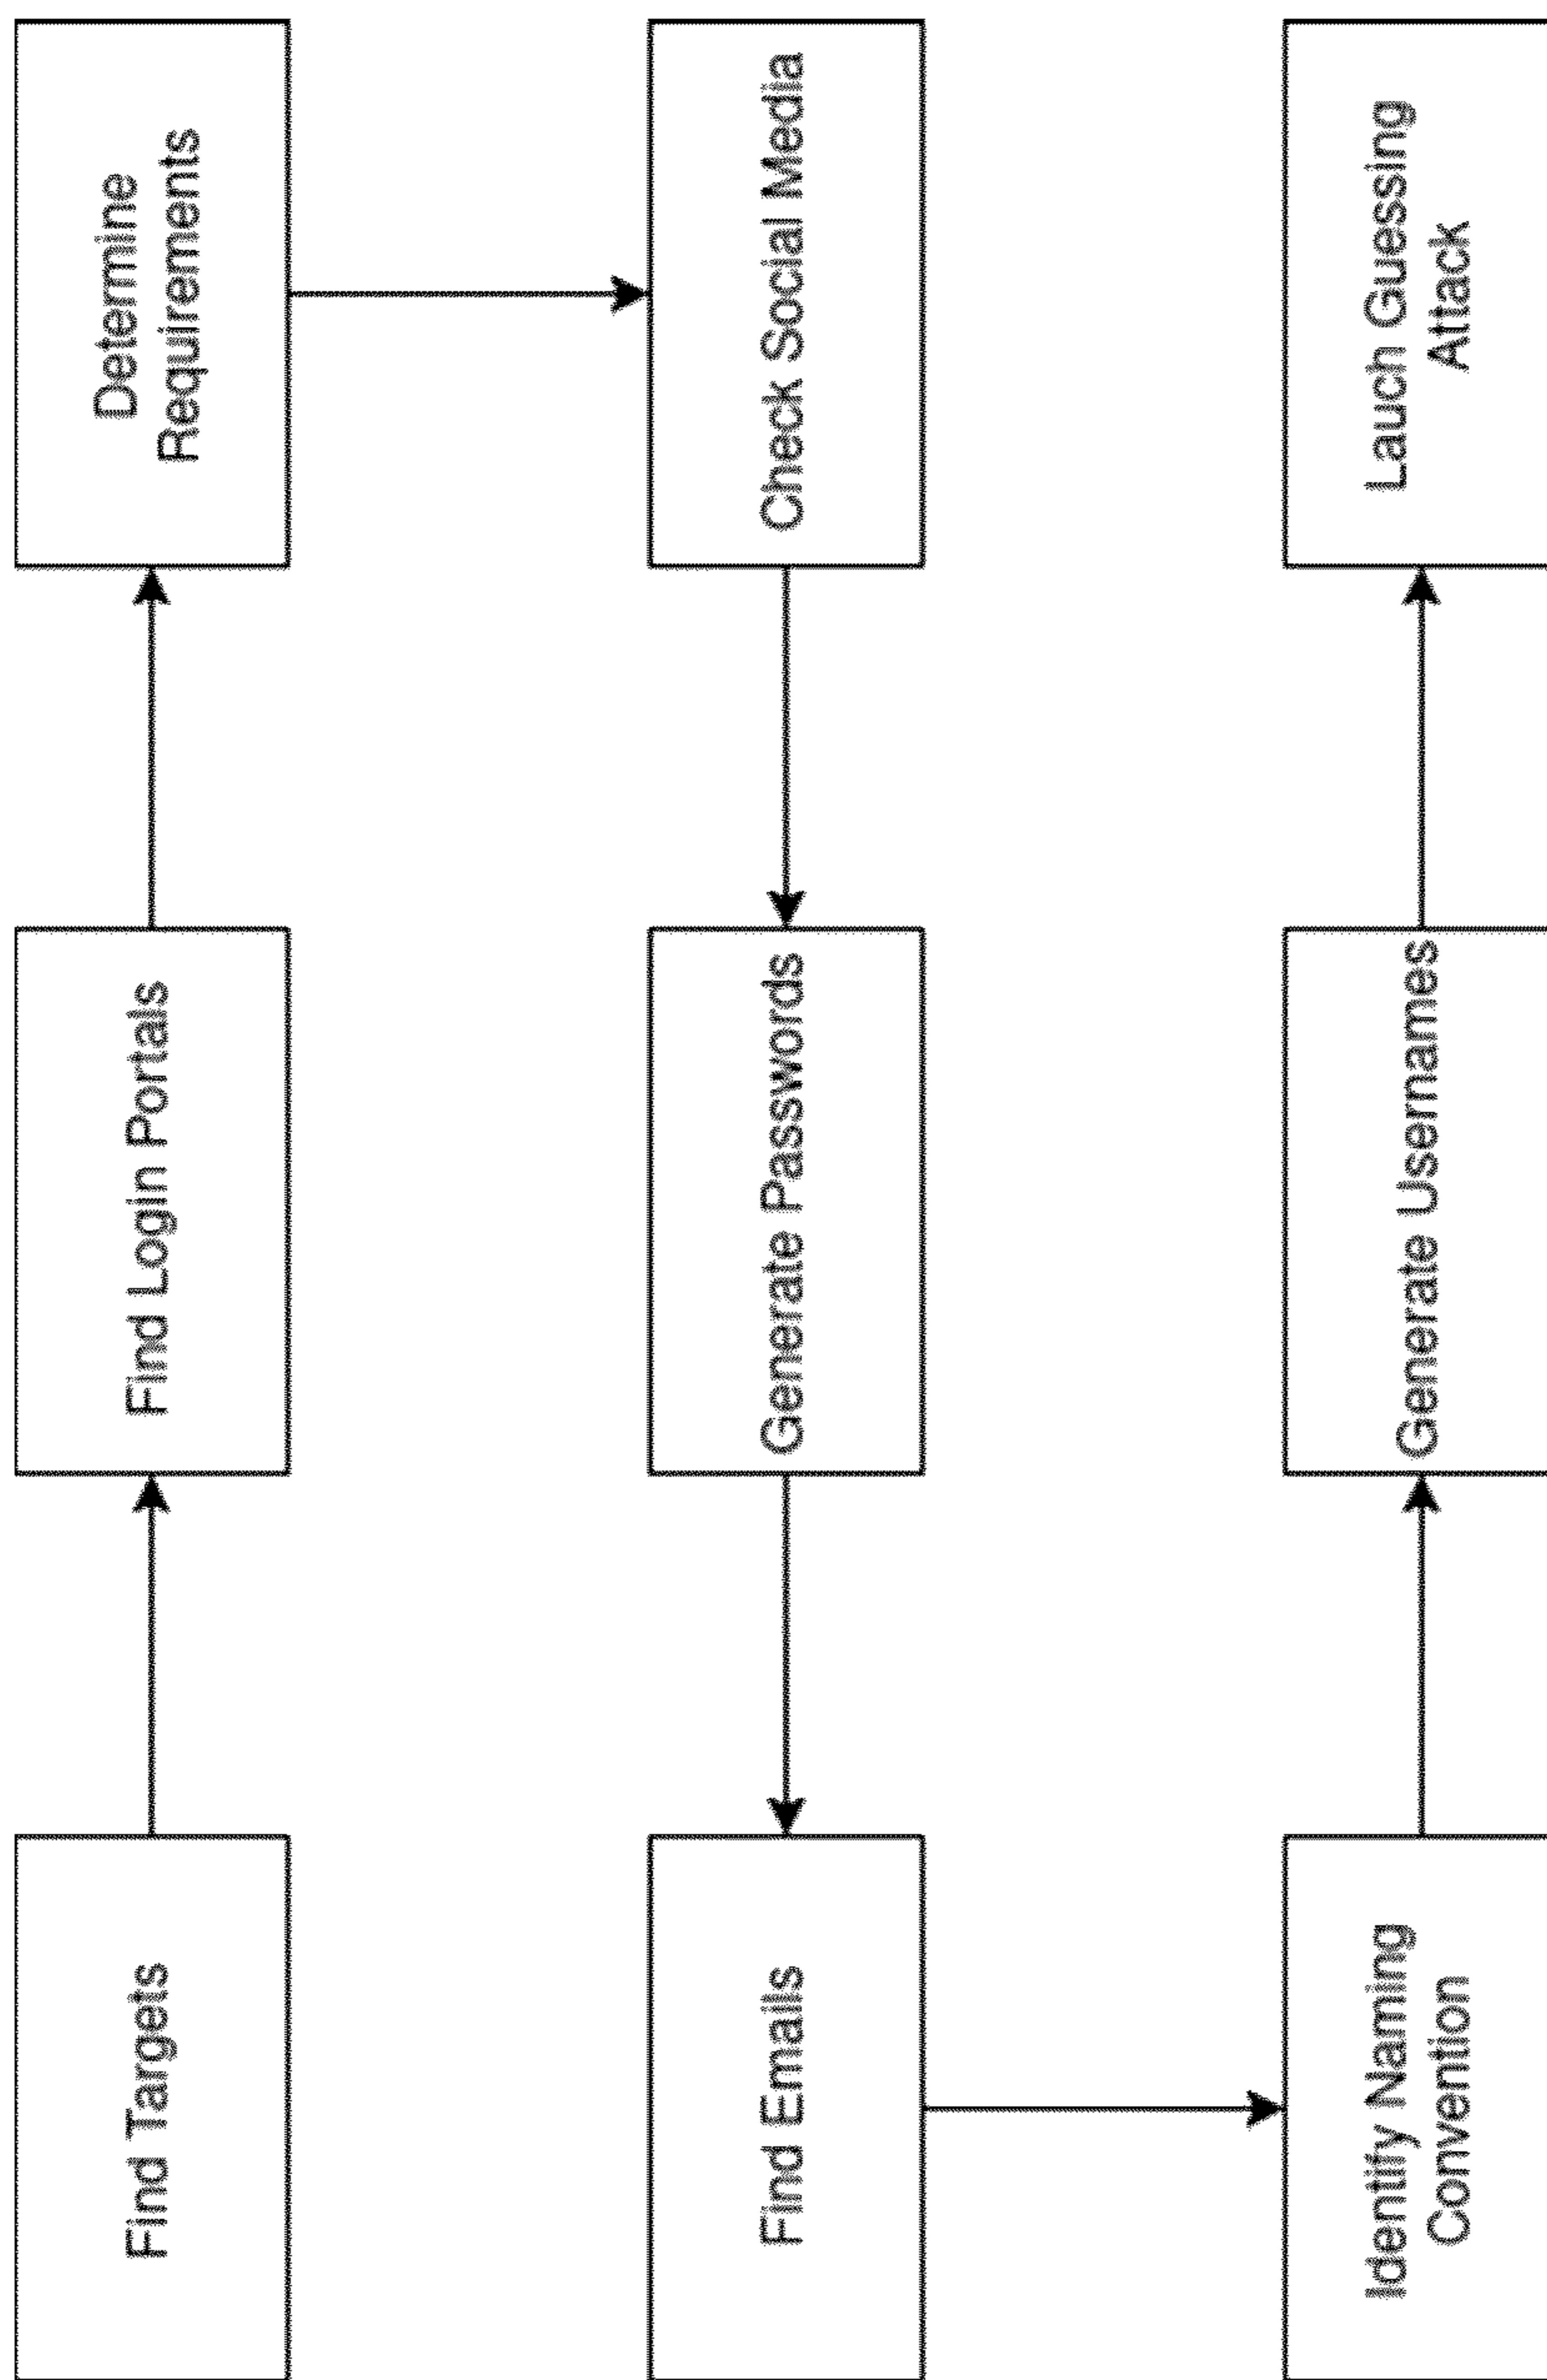 Find Targets
Find Login Portals
Determine
Requirements
Check Social Media
Generate Passwords
Find Emails
Identify Naming
Convention
Generate Usernames
Lauch Guessing
Attack